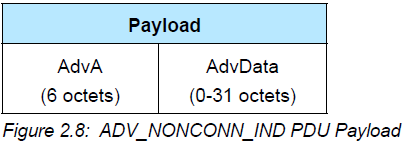 Payload
AdvA AdvData
(6 octets) (0-31 octets)
Figure 2.8: ADV_NONCONN_IND PDU Payload